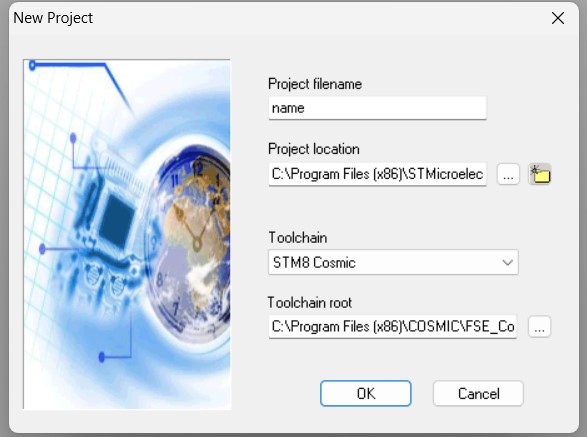 New Project
Project filename
name
Project location
C:\Program Files (x86)\STMicroelec
...
Toolchain
STM8 Cosmic
Toolchain root
C:\Program Files (x86)\COSMIC\FSE_Co
...
OK
Cancel